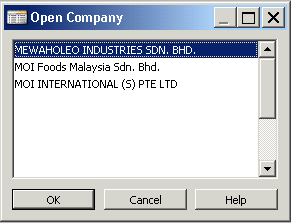 Open Company
MEWAHOLEO INDUSTRIES SDN. BHD.
MOI Foods Malaysia Sdn. Bhd.
MOI INTERNATIONAL (S) PTE LTD
OK Cancel Help